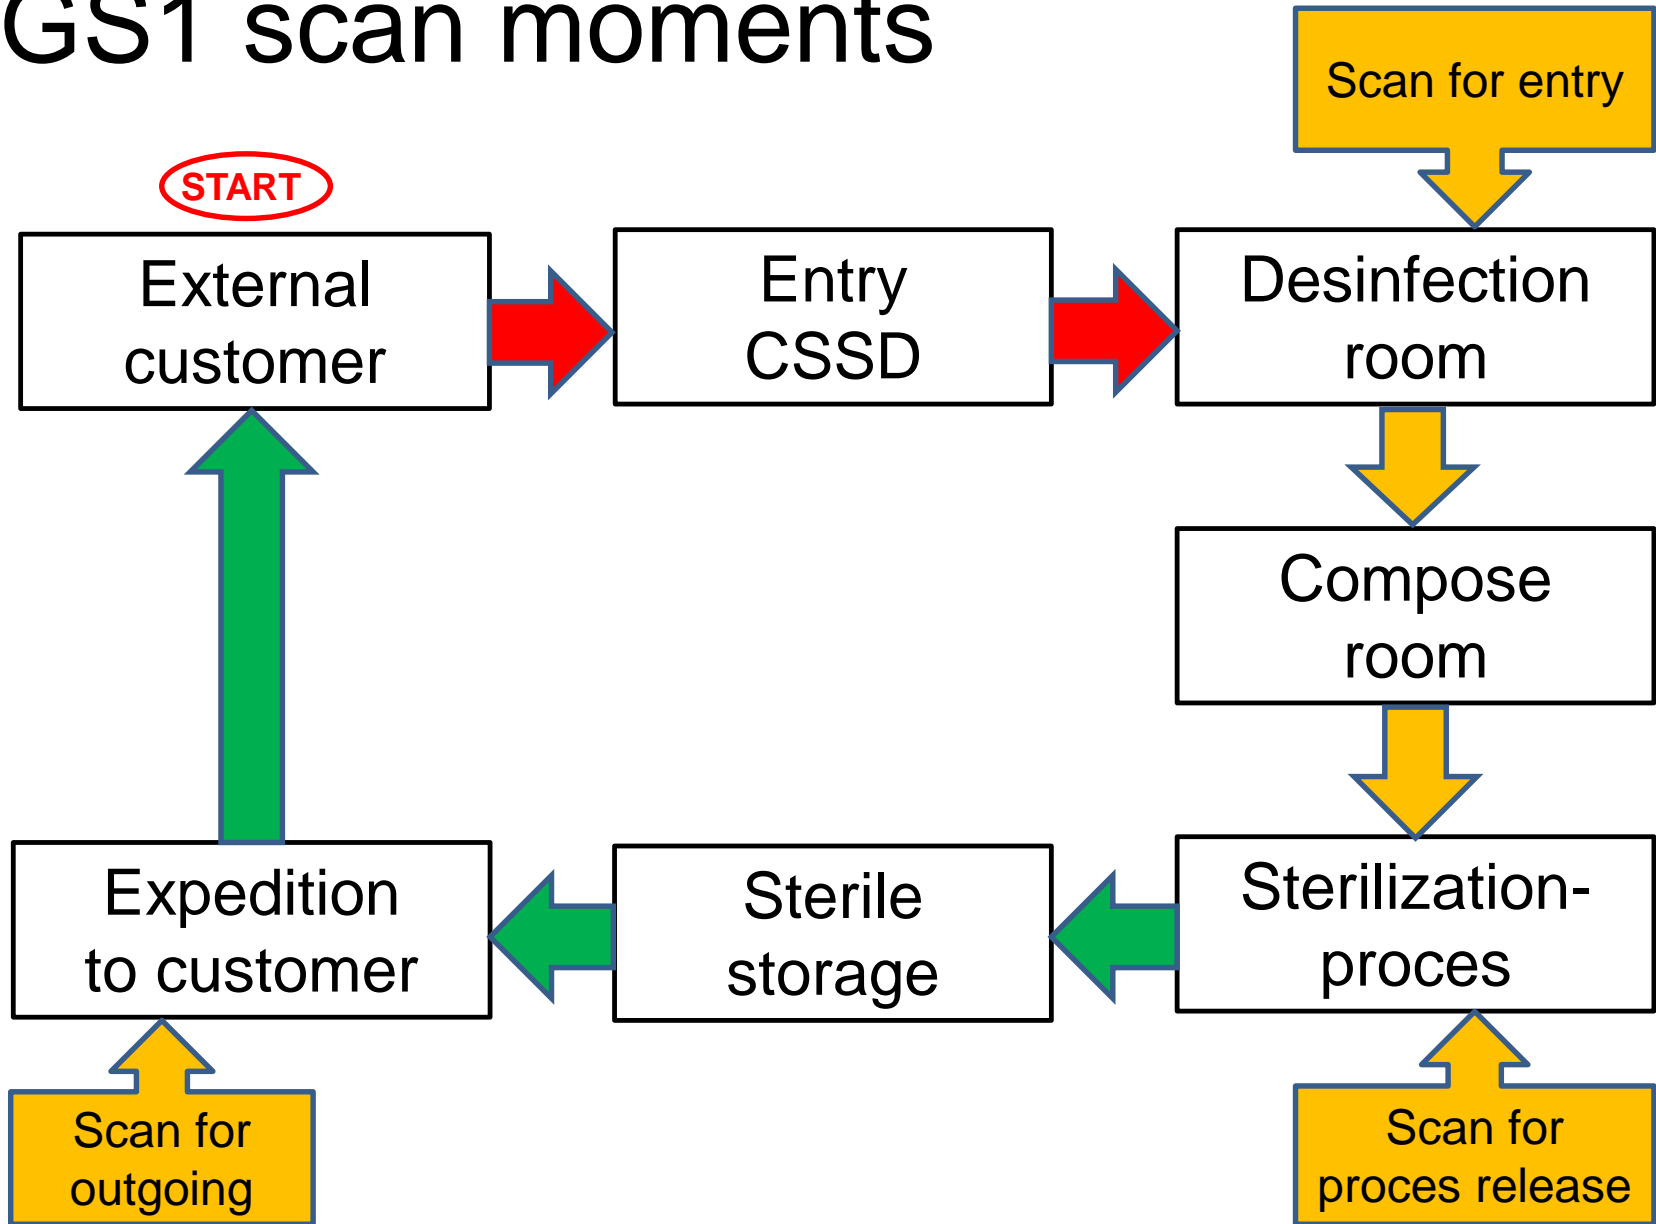 GS1 scan moments
Scan for entry
START
External
customer
Entry
CSSD
Desinfection
room
Compose
room
Expedition
to customer
Sterile
storage
Sterilization-
proces
Scan for
outgoing
Scan for
proces release